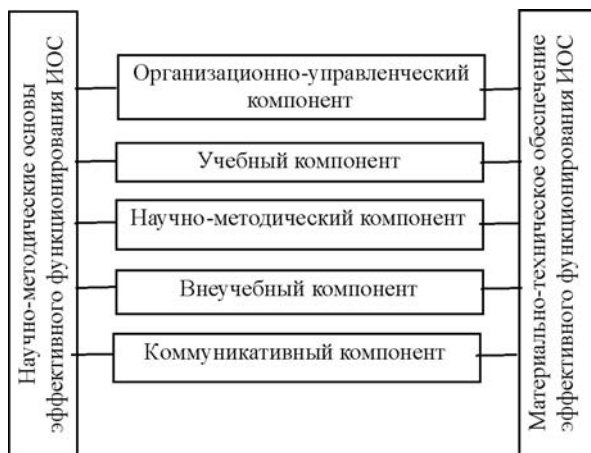 Научно-методические основы
эффективного функционирования ИОС
Организационно-управленческий
компонент
Учебный компонент
Научно-методический компонент
Внеучебный компонент
Коммуникативный компонент
Материально-техническое обеспечение
эффективного функционирования ИОС